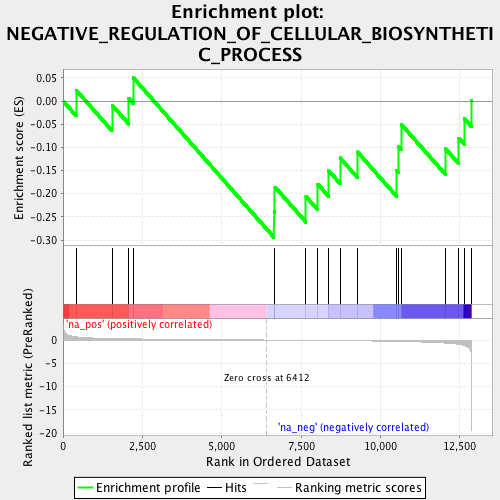 Enrichment plot:
NEGATIVE_REGULATION_OF_CELLULAR_BIOSYNTHETI
C_PROCESS
Enrichment score (ES)
0.05
0.00
-0.05
-0.10
-0.15
-0.20
-0.25
-0.30
'na_pos' (positively correlated)
Ranked list metric (PreRanked)
0
-5
-10
-15
-20
Zero cross at 6412
'na_neg' (negatively correlated)
0
2,500
5,000
7,500
10,000
12,500
Rank in Ordered Dataset
Enrichment profile
Hits
Ranking metric scores